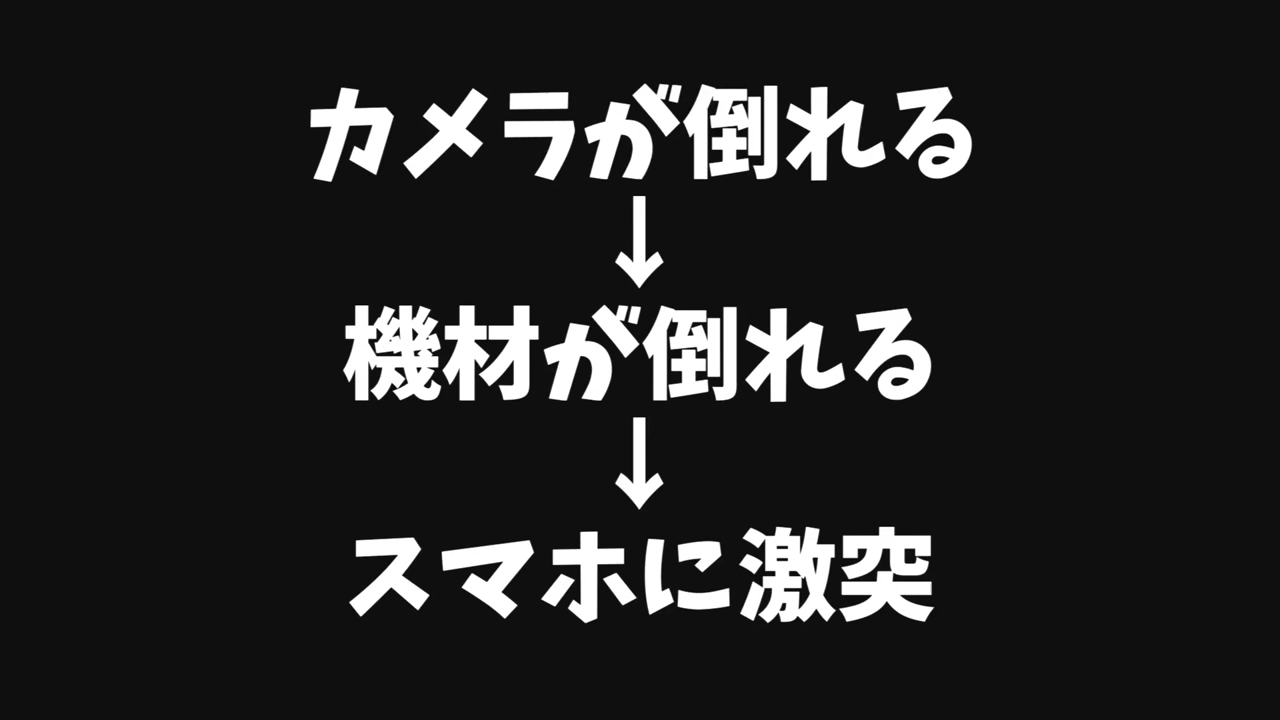 カメラが倒れる
↓
機材が倒れる
↓
スマホに激突